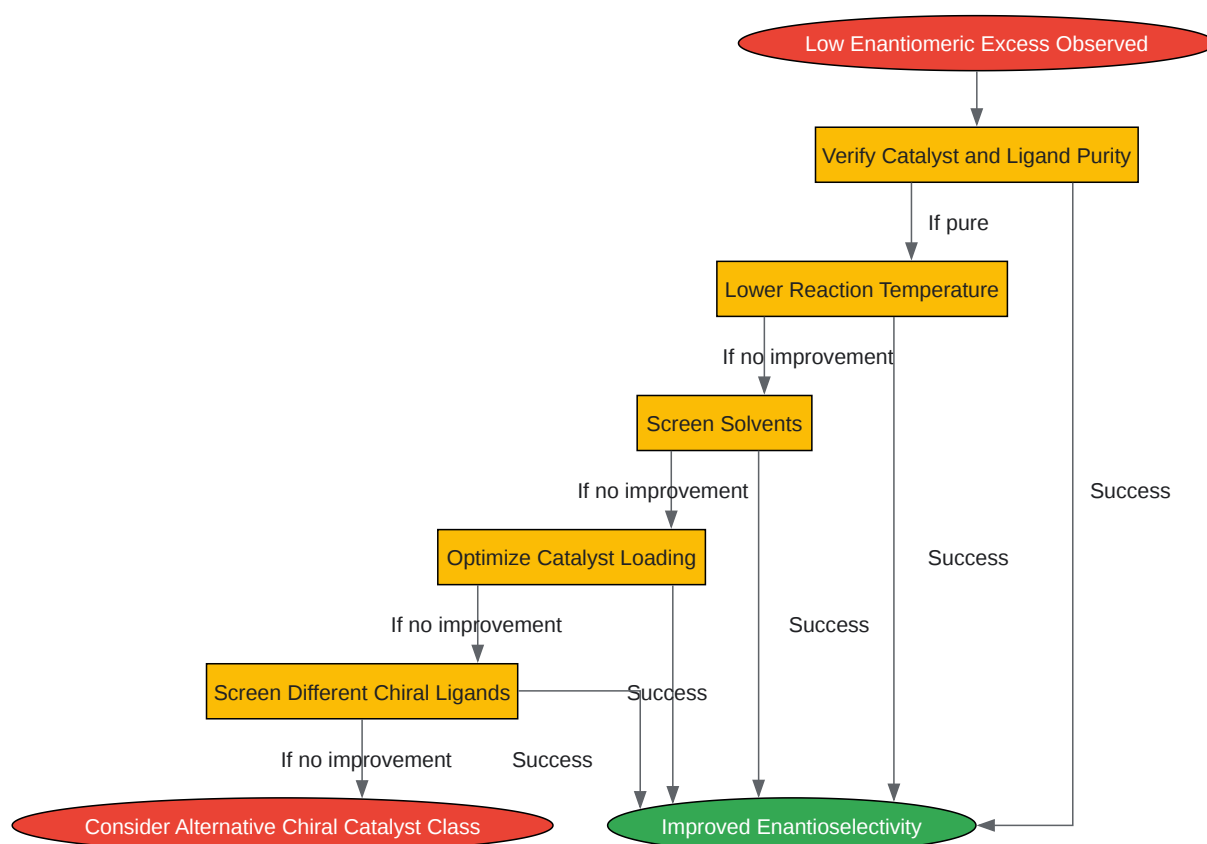 Low Enantiomeric Excess Observed
Verify Catalyst and Ligand Purity
If pure
Lower Reaction Temperature
If no improvement
Screen Solvents
If no improvement
Success
Optimize Catalyst Loading
Success
If no improvement
Success
Screen Different Chiral Ligands
Success
If no improvement
Success
Consider Alternative Chiral Catalyst Class
Improved Enantioselectivity